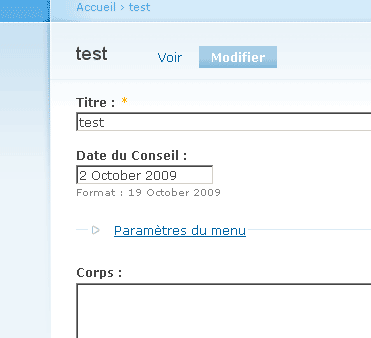 Accueil › test
test Voir Modifier
Titre : *
test
Date du Conseil :
2 October 2009
Format : 19 October 2009
Paramètres du menu
Corps :